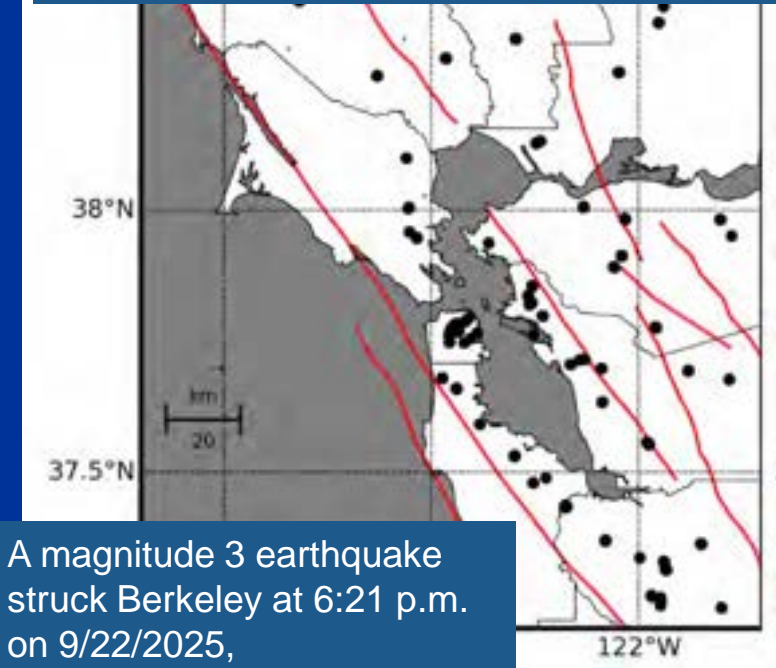 38°N
km
20
37.5°N
A magnitude 3 earthquake
struck Berkeley at 6:21 p.m.
on 9/22/2025,
122°W